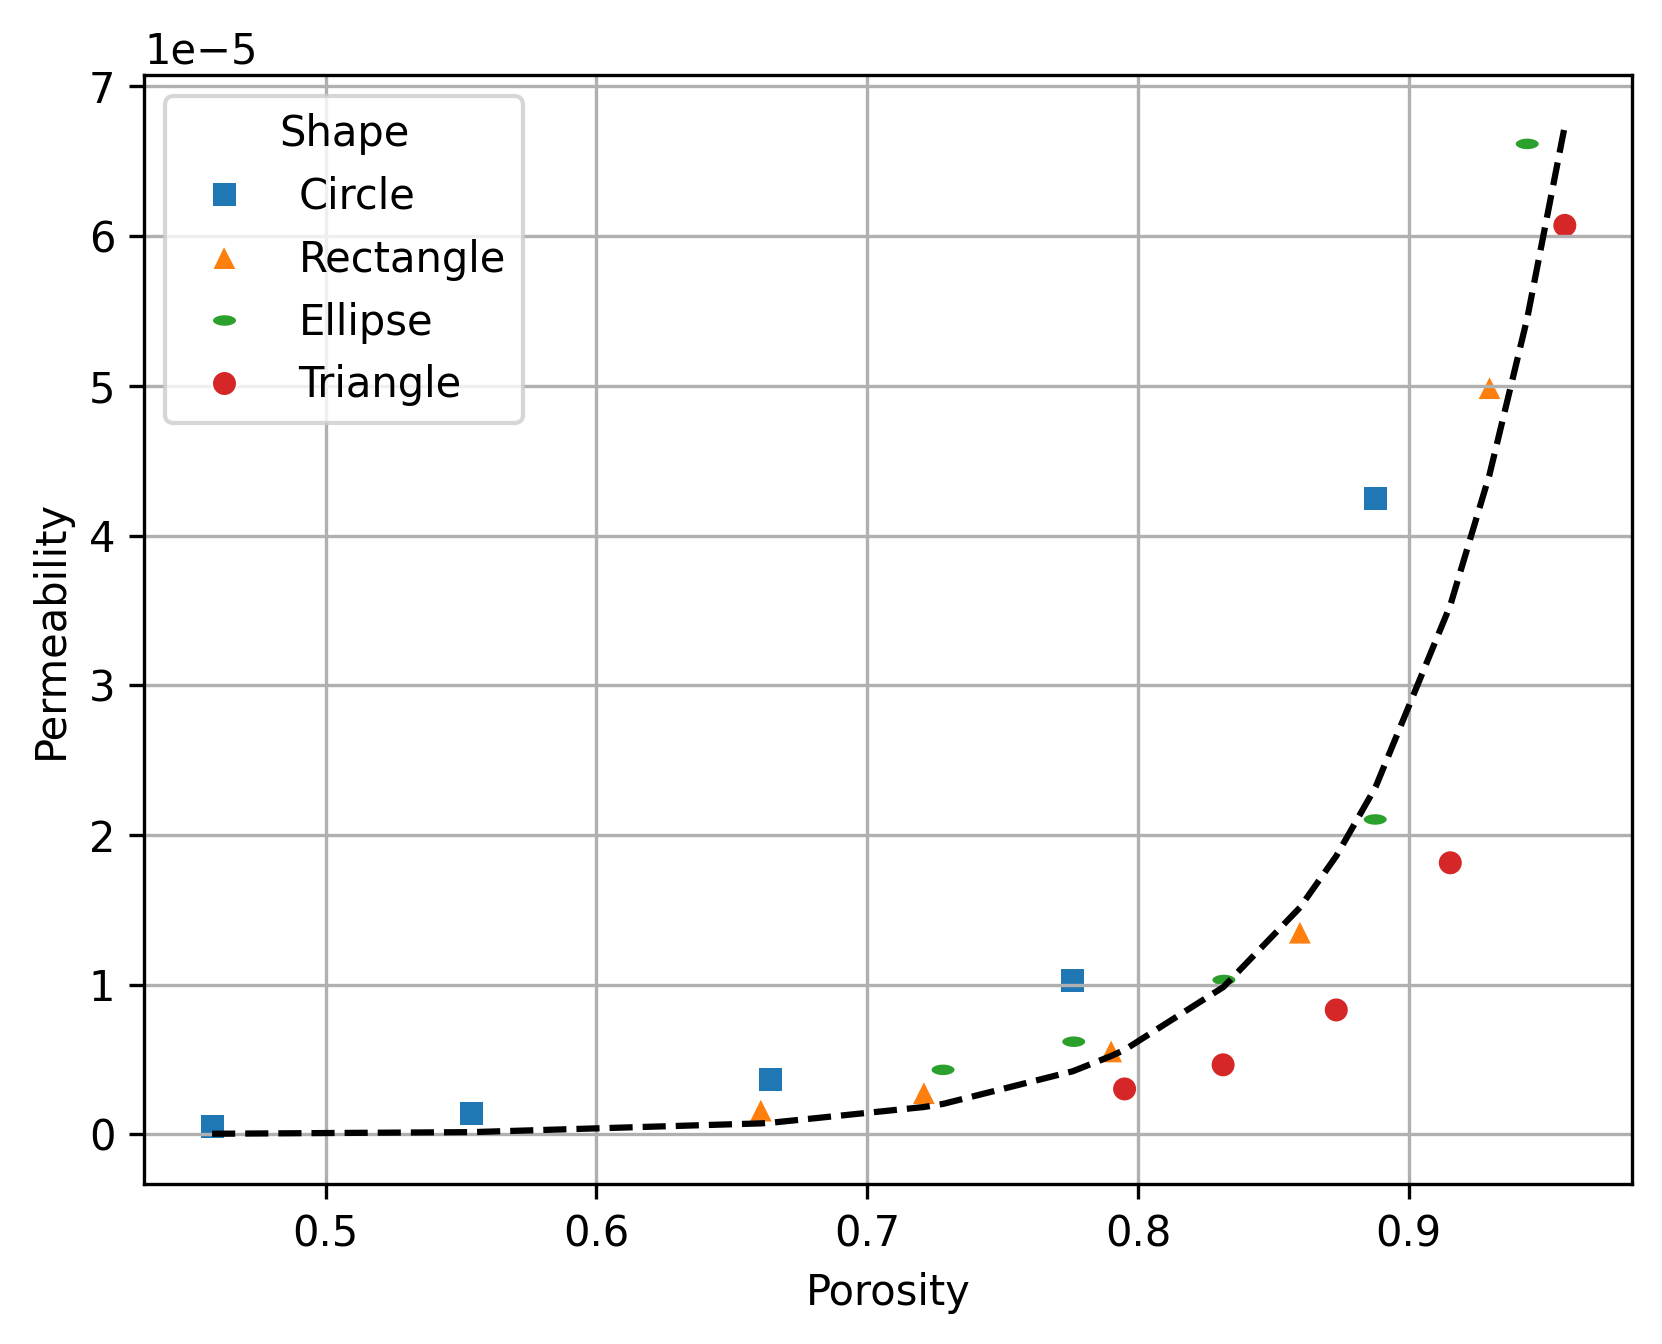 1e−5
7
6
5
4
3
2
1
0
Permeability
Shape
Circle
Rectangle
Ellipse
Triangle
0.5 0.6 0.7 0.8 0.9
Porosity